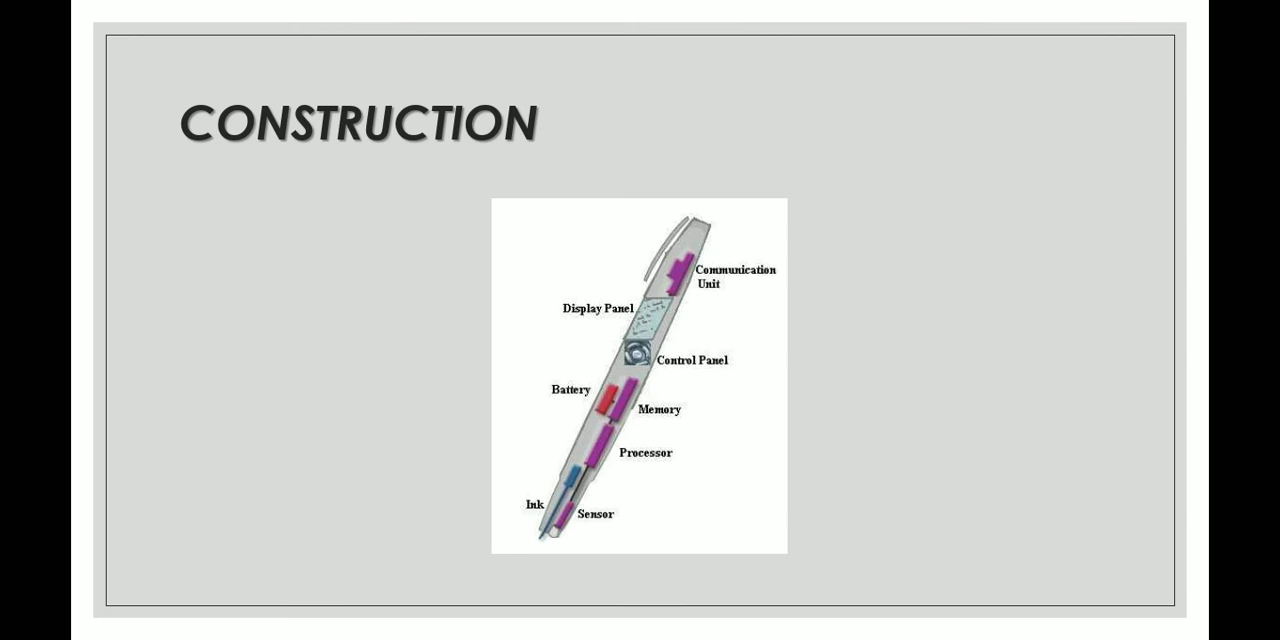 CONSTRUCTION
Communication
Unit
Display Panel
Control Panel
Battery
Memory
Processor
Ink
Sensor